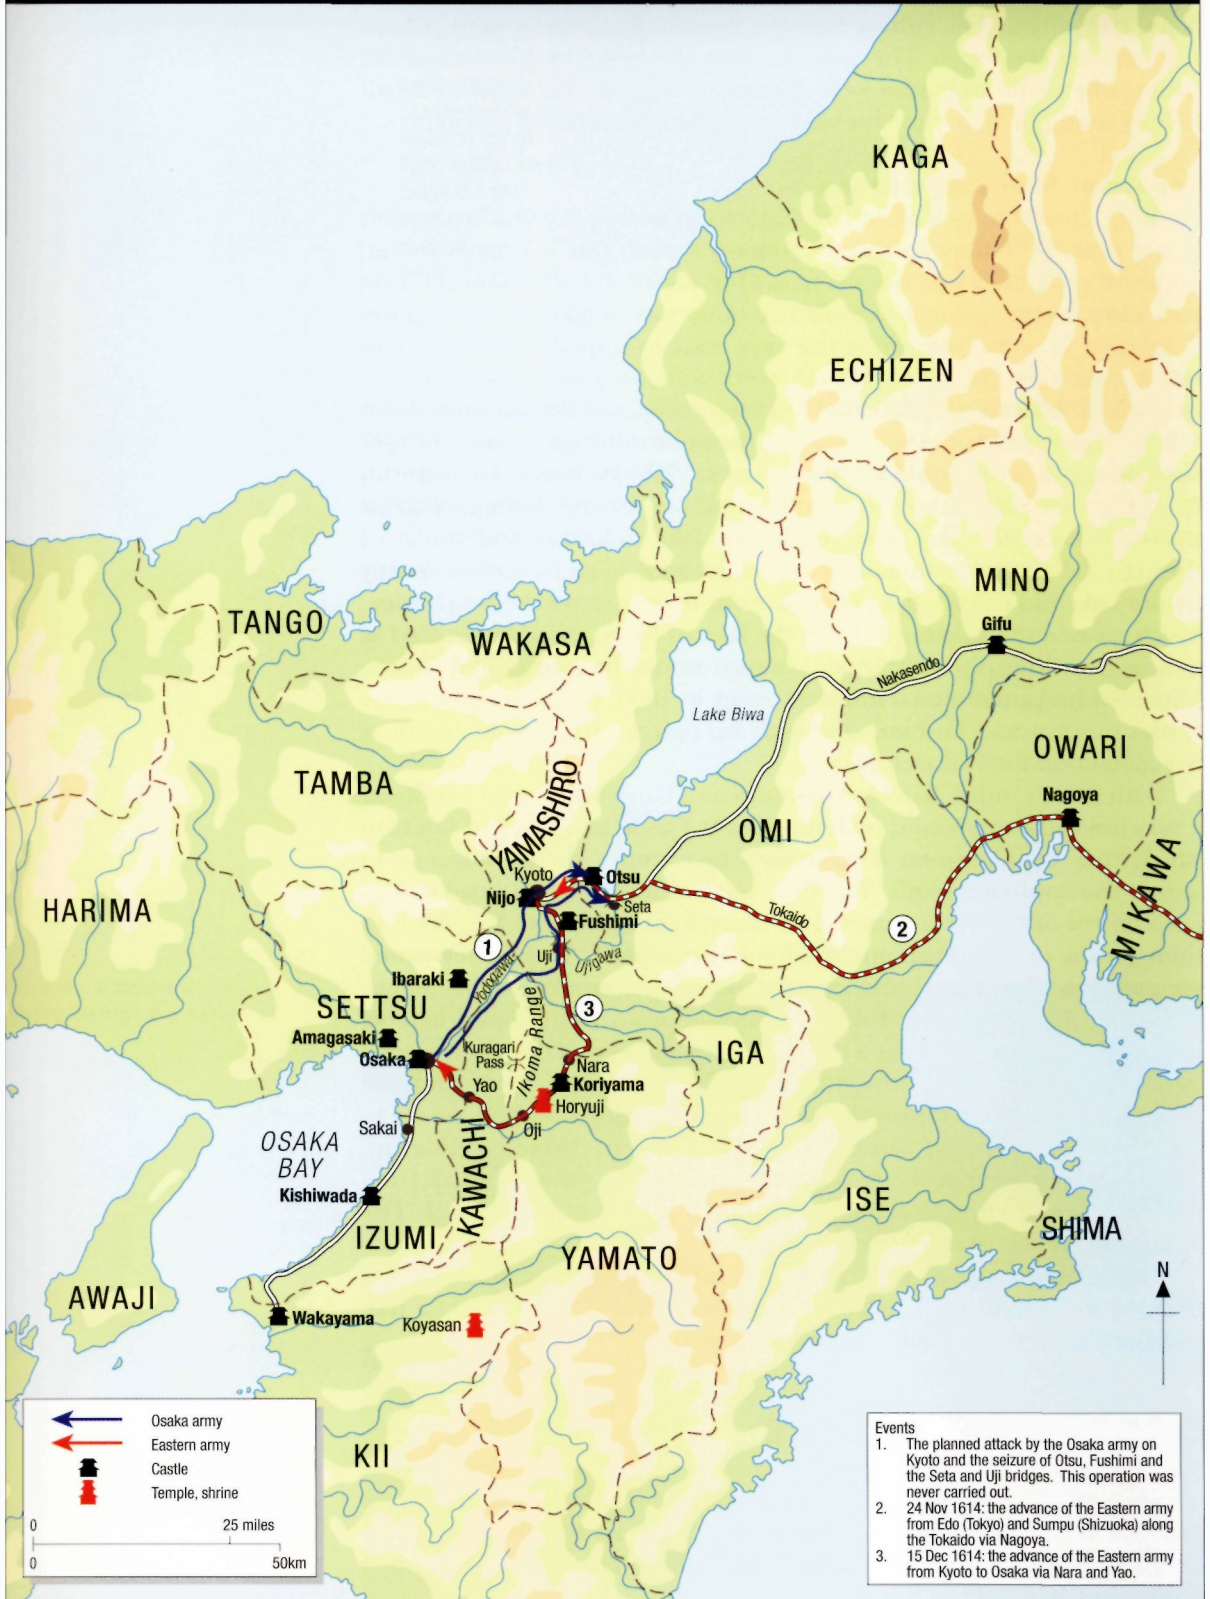 KAGA
ECHIZEN
MINO
Gifu
TANGO
WAKASA
Nakasendo
Lake Biwa
OWARI
TAMBA
YAMASHIRO
Nagoya
OMI
MIKAWA
Kyoto
Otsu
Nijo
Seta
HARIMA
Fushimi
Tokaido
2
1
Uji
Ujigawa
Ibaraki
Yodogawa
SETTSU
3
Ikoma Range
Amagasaki
Osaka
Kuragari
Pass
IGA
Nara
Yao
Koriyama
Horyuji
Sakai
Oji
OSAKA
BAY
KAWACHI
Kishiwada
ISE
IZUMI
SHIMA
YAMATO
AWAJI
N
Wakayama
Koyasan
KII
Osaka army
Eastern army
Castle
Temple, shrine
0
25 miles
0
50km
Events
1. The planned attack by the Osaka army on
Kyoto and the seizure of Otsu, Fushimi and
the Seta and Uji bridges. This operation was
never carried out.
2. 24 Nov 1614: the advance of the Eastern army
from Edo (Tokyo) and Sumpu (Shizuoka) along
the Tokaido via Nagoya.
3. 15 Dec 1614: the advance of the Eastern army
from Kyoto to Osaka via Nara and Yao.